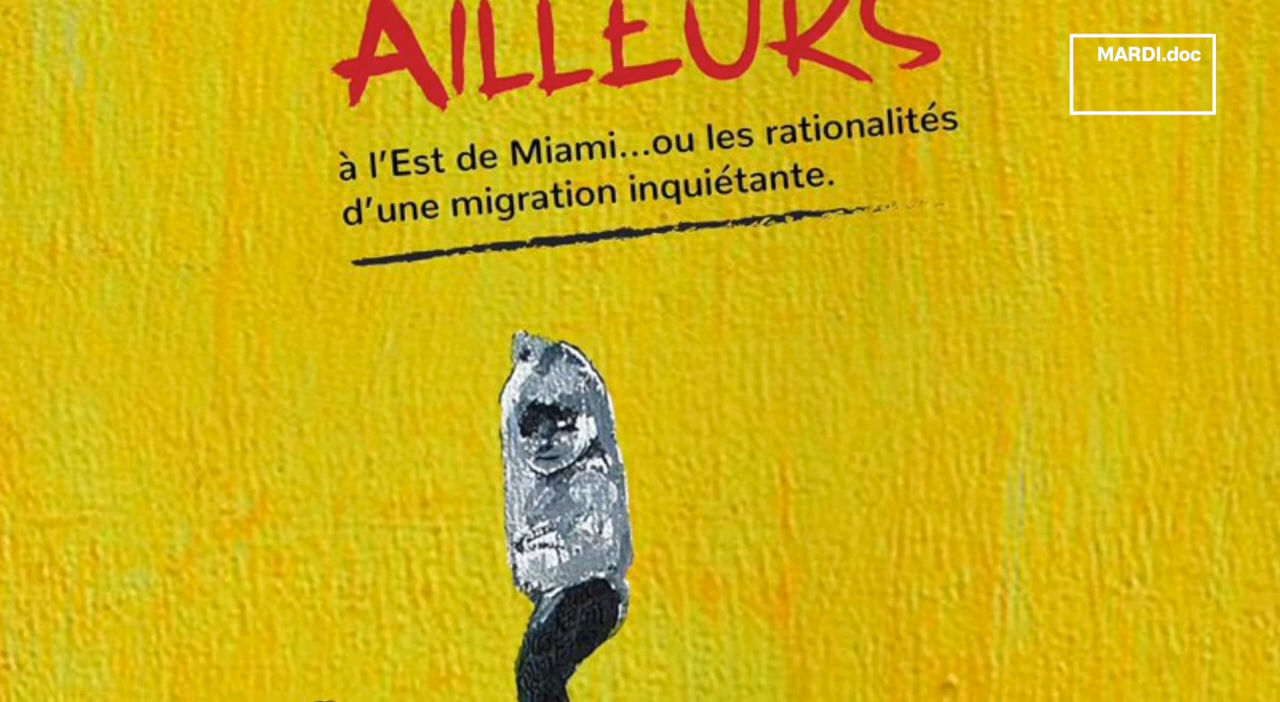 AILLEURS
MARDI.doc
à l'Est de Miami...ou les rationalités
d'une migration inquiétante.